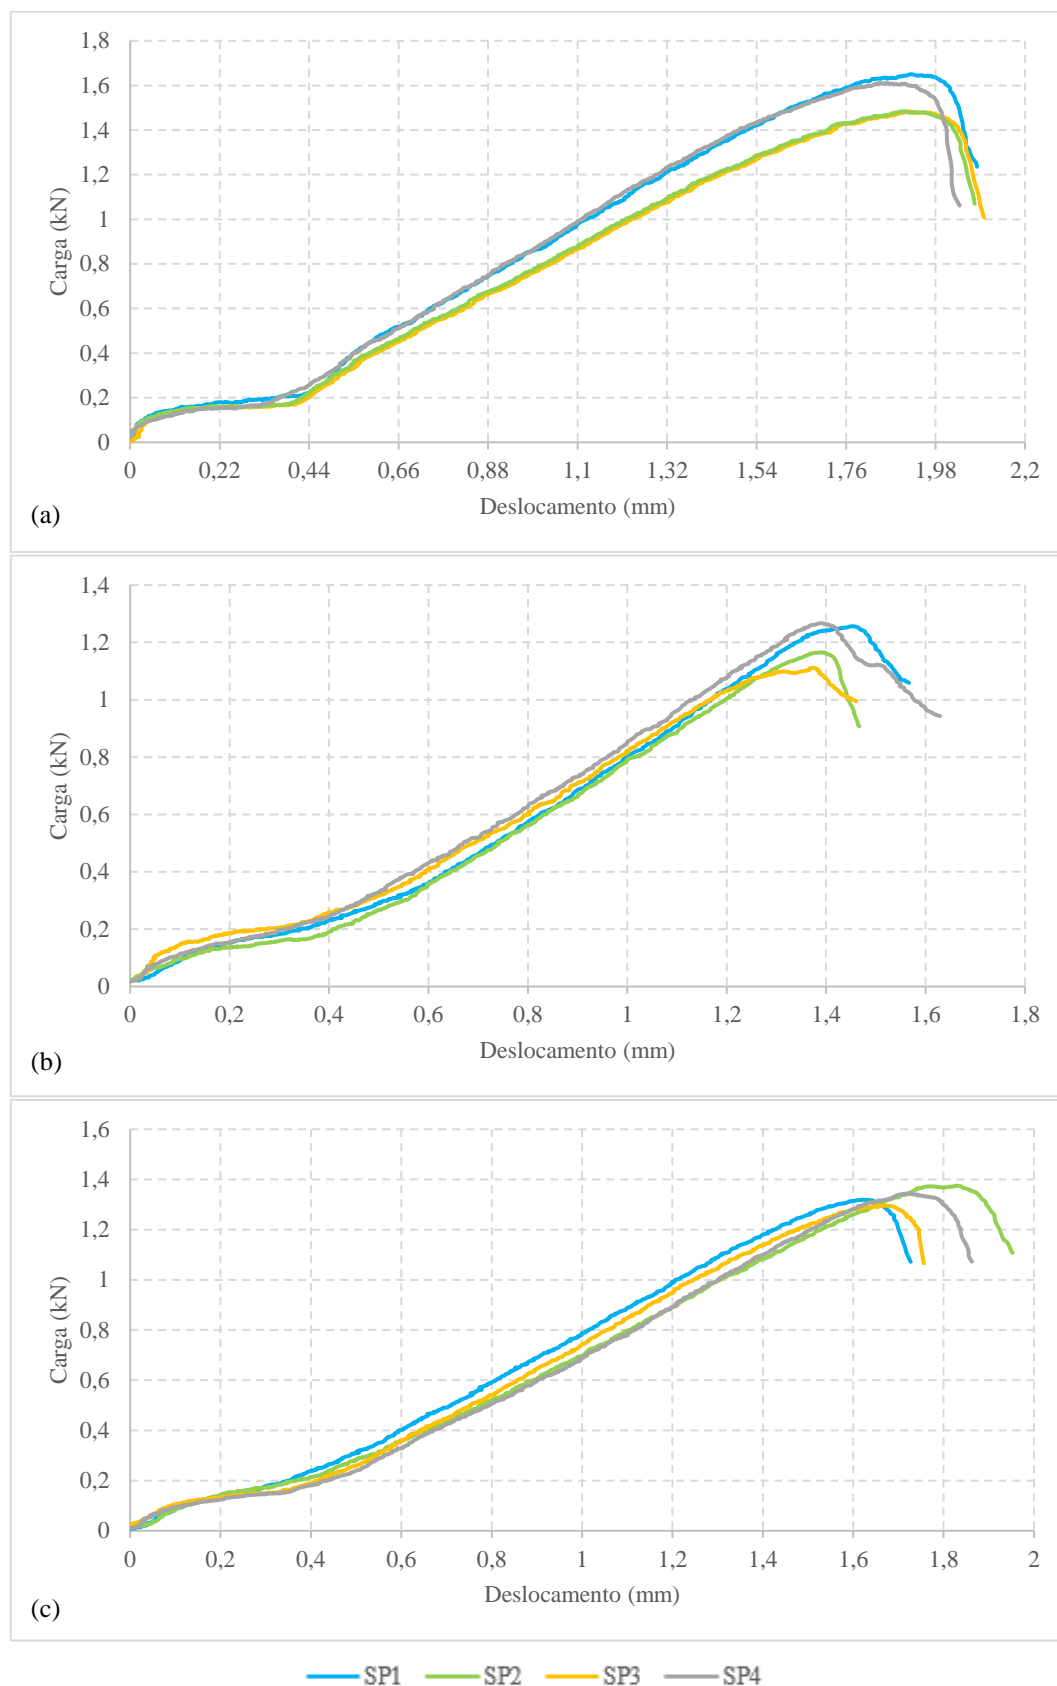 1,8
1,6
1,4
1,2
1
0,8
0,6
0,4
0,2
0
Carga (kN)
0 0,22 0,44 0,66 0,88 1,1 1,32 1,54 1,76 1,98 2,2
Deslocamento (mm)
(a)
1,4
1,2
1
0,8
0,6
0,4
0,2
0
Carga (kN)
0 0,2 0,4 0,6 0,8 1 1,2 1,4 1,6 1,8
Deslocamento (mm)
(b)
1,6
1,4
1,2
1
0,8
0,6
0,4
0,2
0
Carga (kN)
0 0,2 0,4 0,6 0,8 1 1,2 1,4 1,6 1,8 2
Deslocamento (mm)
(c)
SP1 SP2 SP3 SP4